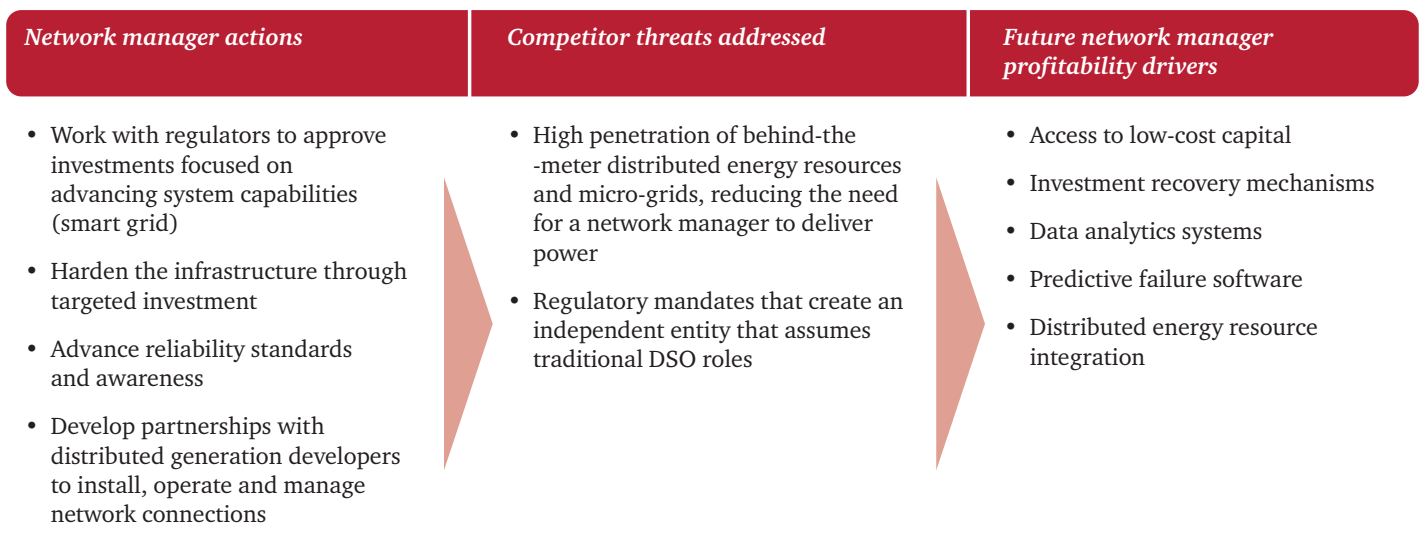 Network manager actions
• Work with regulators to approve
investments focused on
advancing system capabilities
(smart grid)
• Harden the infrastructure through
targeted investment
• Advance reliability standards
and awareness
• Develop partnerships with
distributed generation developers
to install, operate and manage
network connections
Competitor threats addressed
• High penetration of behind-the
-meter distributed energy resources
and micro-grids, reducing the need
for a network manager to deliver
power
• Regulatory mandates that create an
independent entity that assumes
traditional DSO roles
Future network manager
profitability drivers
• Access to low-cost capital
• Investment recovery mechanisms
• Data analytics systems
• Predictive failure software
• Distributed energy resource
integration